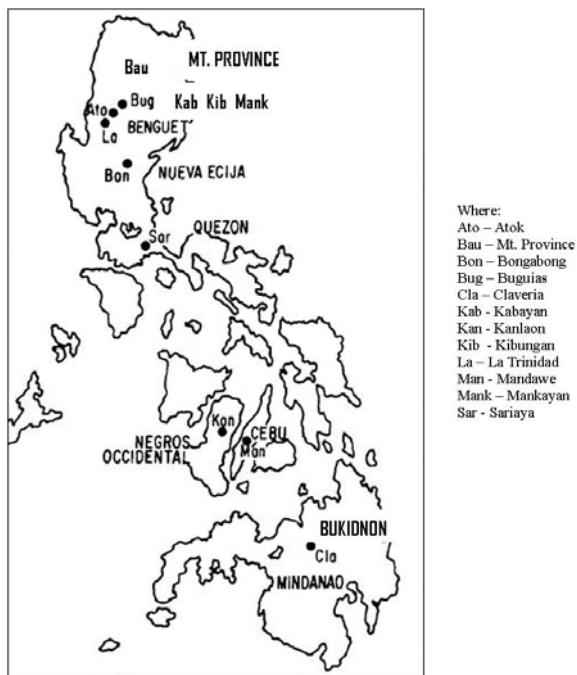 MT. PROVINCE
Bau
Bug
Kab Kib Mank
Ato
BENGUET
La
Bon
NUEVA ECIJA
QUEZON
Sar
Kan
CEBU
NEGROS
OCCIDENTAL
Man
BUKIDNON
Cla
MINDANAO
Where:
Ato – Atok
Bau – Mt. Province
Bon – Bongabong
Bug – Buguias
Cla – Claveria
Kab - Kabayan
Kan - Kanlaon
Kib - Kibungan
La – La Trinidad
Man - Mandawe
Mank – Mankayan
Sar - Sariaya